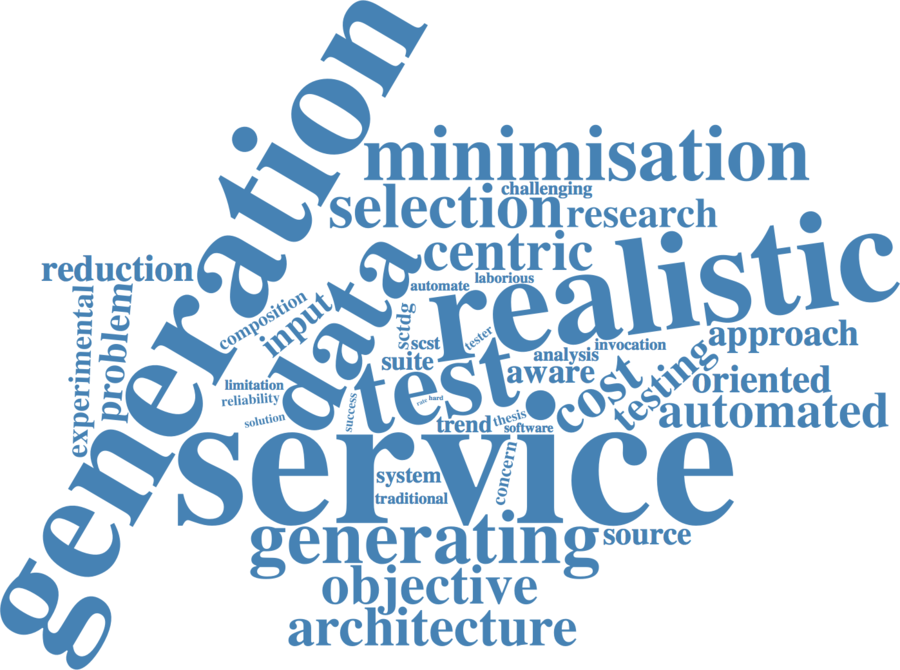 generation
minimisation
challenging
selection
research
centric
realistic
reduction
data
laborious
automate
experimental
problem
composition
input
sctdg
scst
tester
invocation
approach
analysis
suite
test
aware
cost
testing
oriented
limitation
reliability
automated
success
rate
hard
solution
trend
thesis
software
service
system
concern
traditional
generating
source
objective
architecture